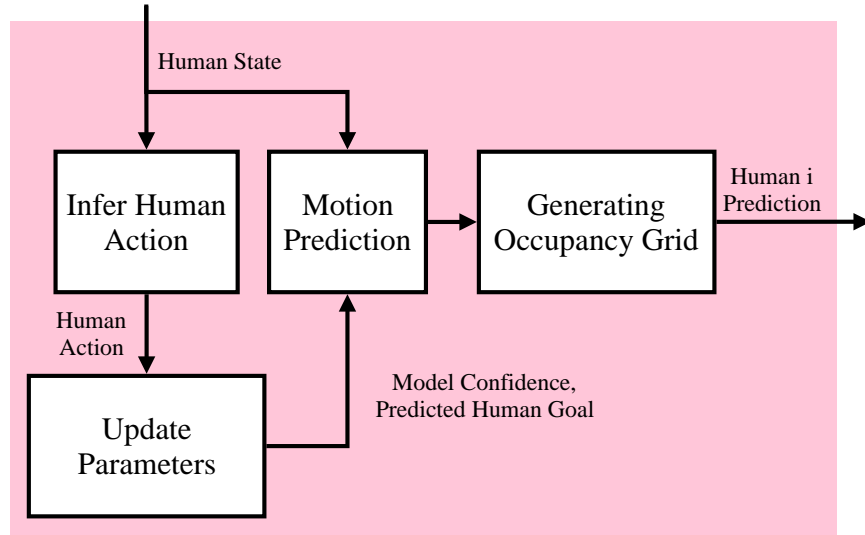 Human State
Infer Human
Action
Motion
Prediction
Generating
Occupancy Grid
Human i
Prediction
Human
Action
Model Confidence,
Predicted Human Goal
Update
Parameters